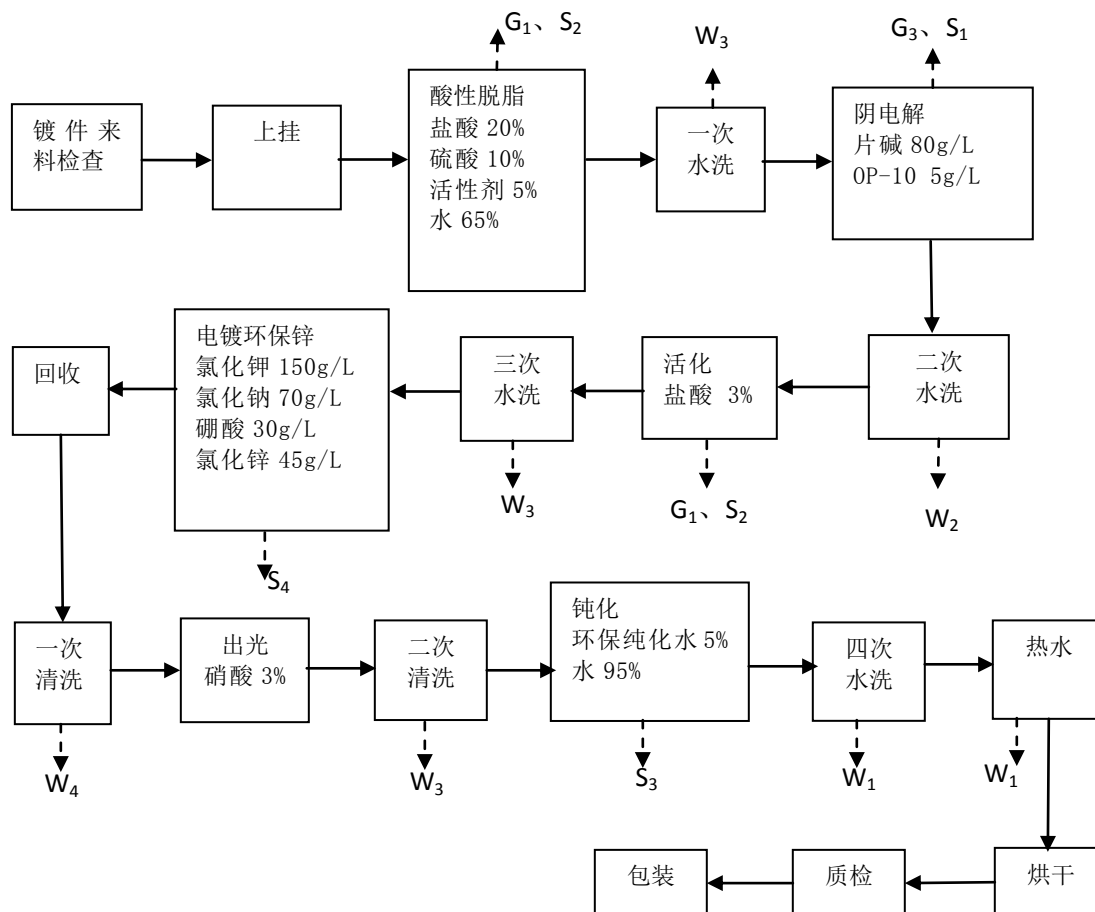 G₁、S₂
W₃
G₃、S₁
镀件来
料检查
上挂
酸性脱脂
盐酸 20%
硫酸 10%
活性剂 5%
水 65%
一次
水洗
阴电解
片碱 80g/L
OP-10 5g/L
回收
电镀环保锌
氯化钾 150g/L
氯化钠 70g/L
硼酸 30g/L
氯化锌 45g/L
三次
水洗
活化
盐酸 3%
二次
水洗
W₃
G₁、S₂
W₂
S₄
一次
清洗
出光
硝酸 3%
二次
清洗
钝化
环保纯化水 5%
水 95%
四次
水洗
热水
W₄
W₃
S₃
W₁
W₁
包装
质检
烘干